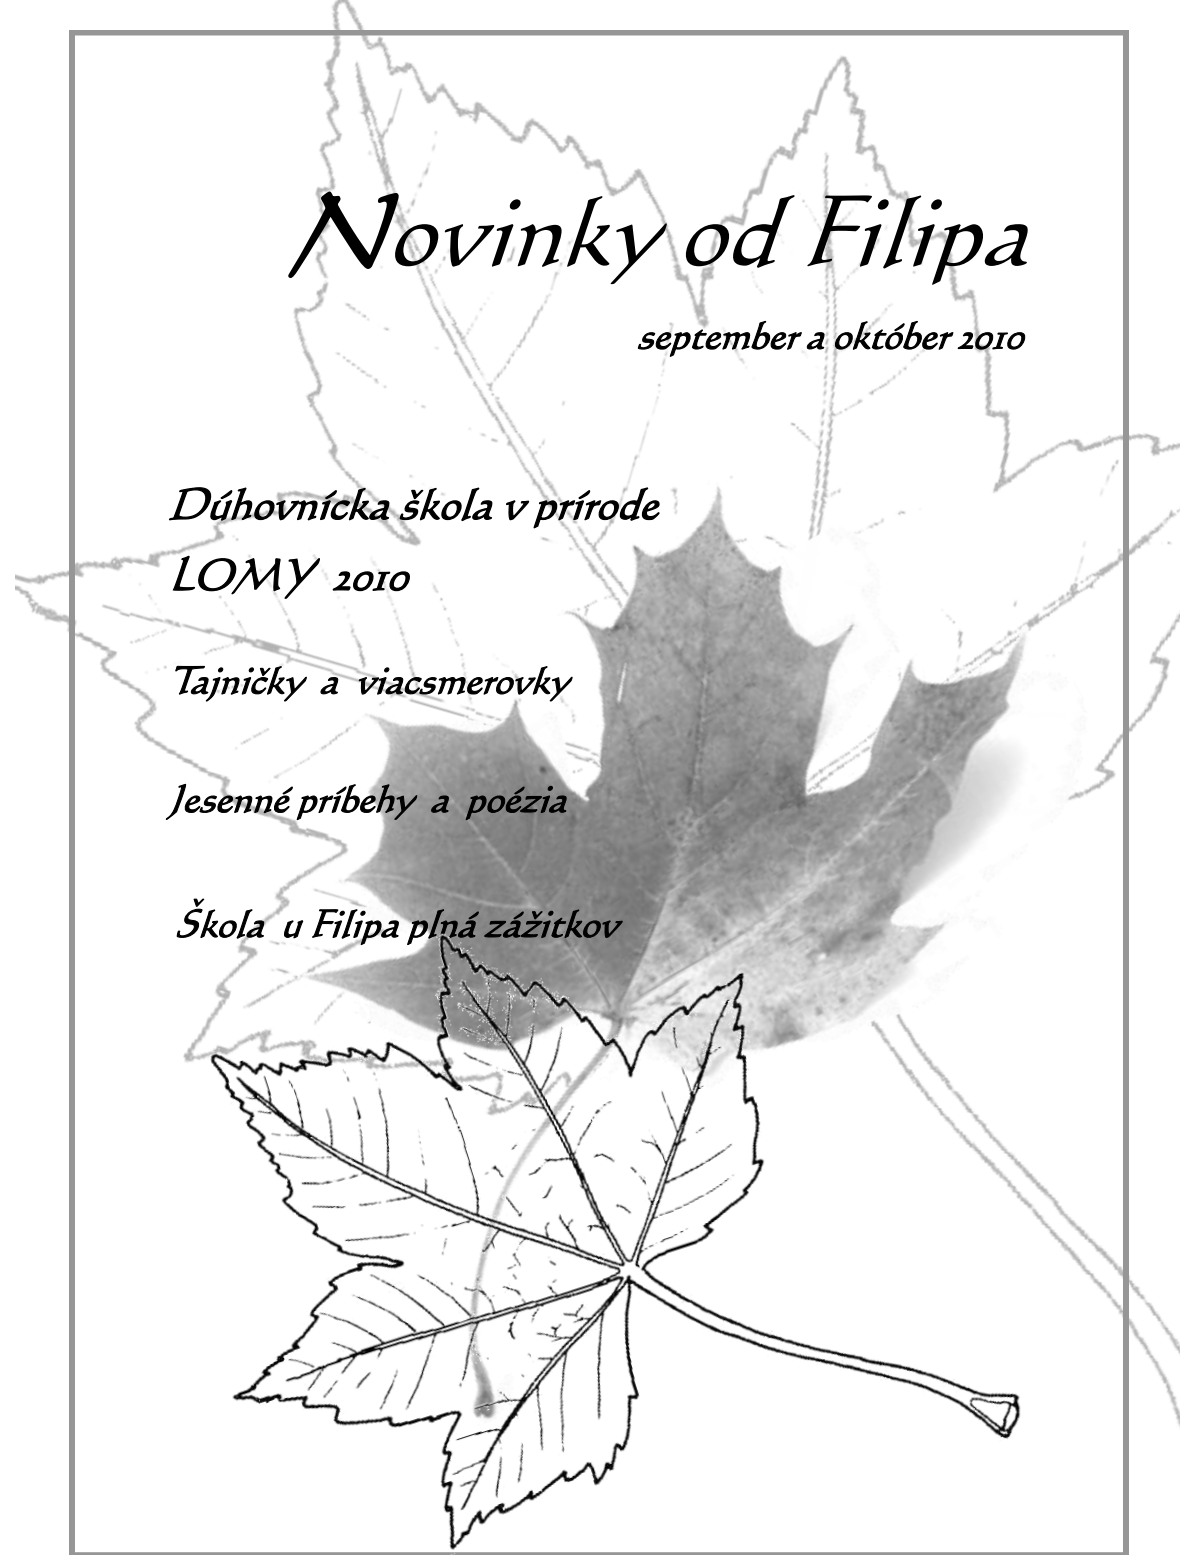 Novinky od Filipa
september a október 2010
Dúhovnícka škola v prírode
LOMY 2010
Tajničky a viacsmerovky
Jesenné príbehy a poézia
Škola u Filipa plná zážitkov